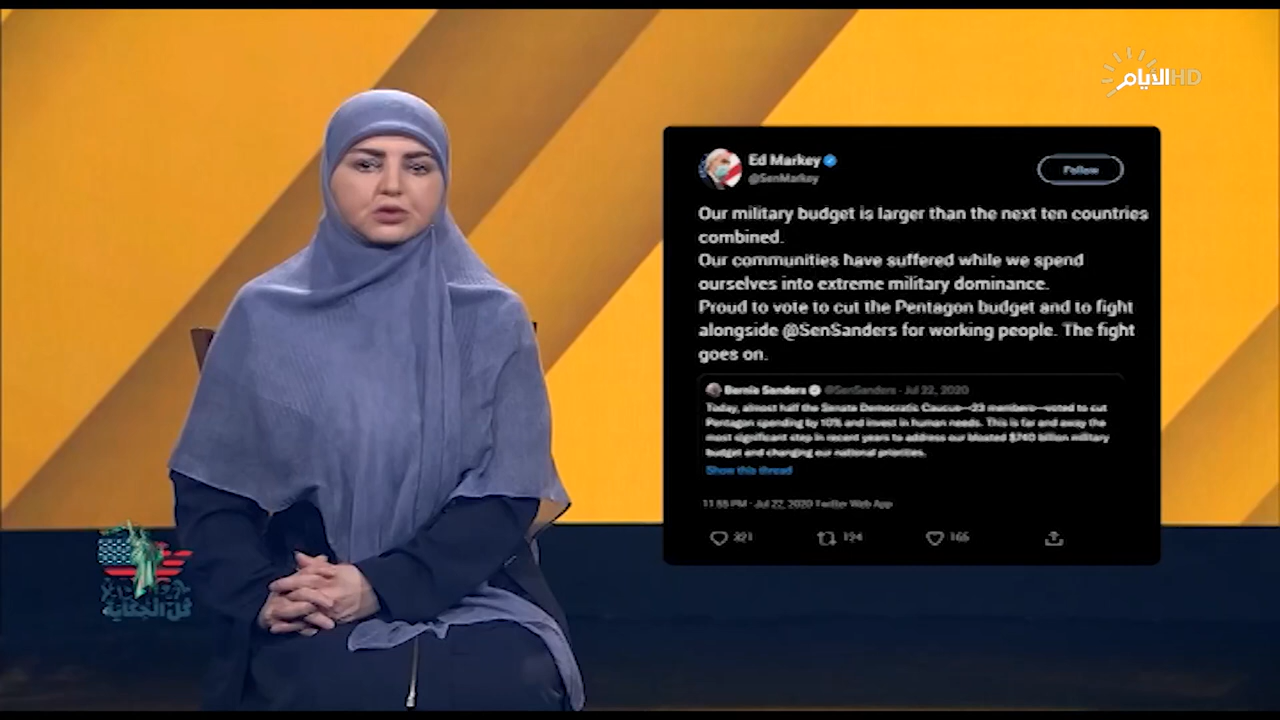 الأيام HD
Ed Markey
@SenMarkey
Follow
Our military budget is larger than the next ten countries
combined.
Our communities have suffered while we spend
ourselves into extreme military dominance.
Proud to vote to cut the Pentagon budget and to fight
alongside @SenSanders for working people. The fight
goes on.
Bernie Sanders @SenSanders · Jul 22, 2020
Today, almost half the Senate Democratic Caucus—23 members—voted to cut
Pentagon spending by 10% and invest in human needs. This is far and away the
most significant step in recent years to address our bloated $740 billion military
budget and changing our national priorities.
Show this thread
11:55 PM · Jul 22, 2020 Twitter Web App
321 124 165
كل الحكاية